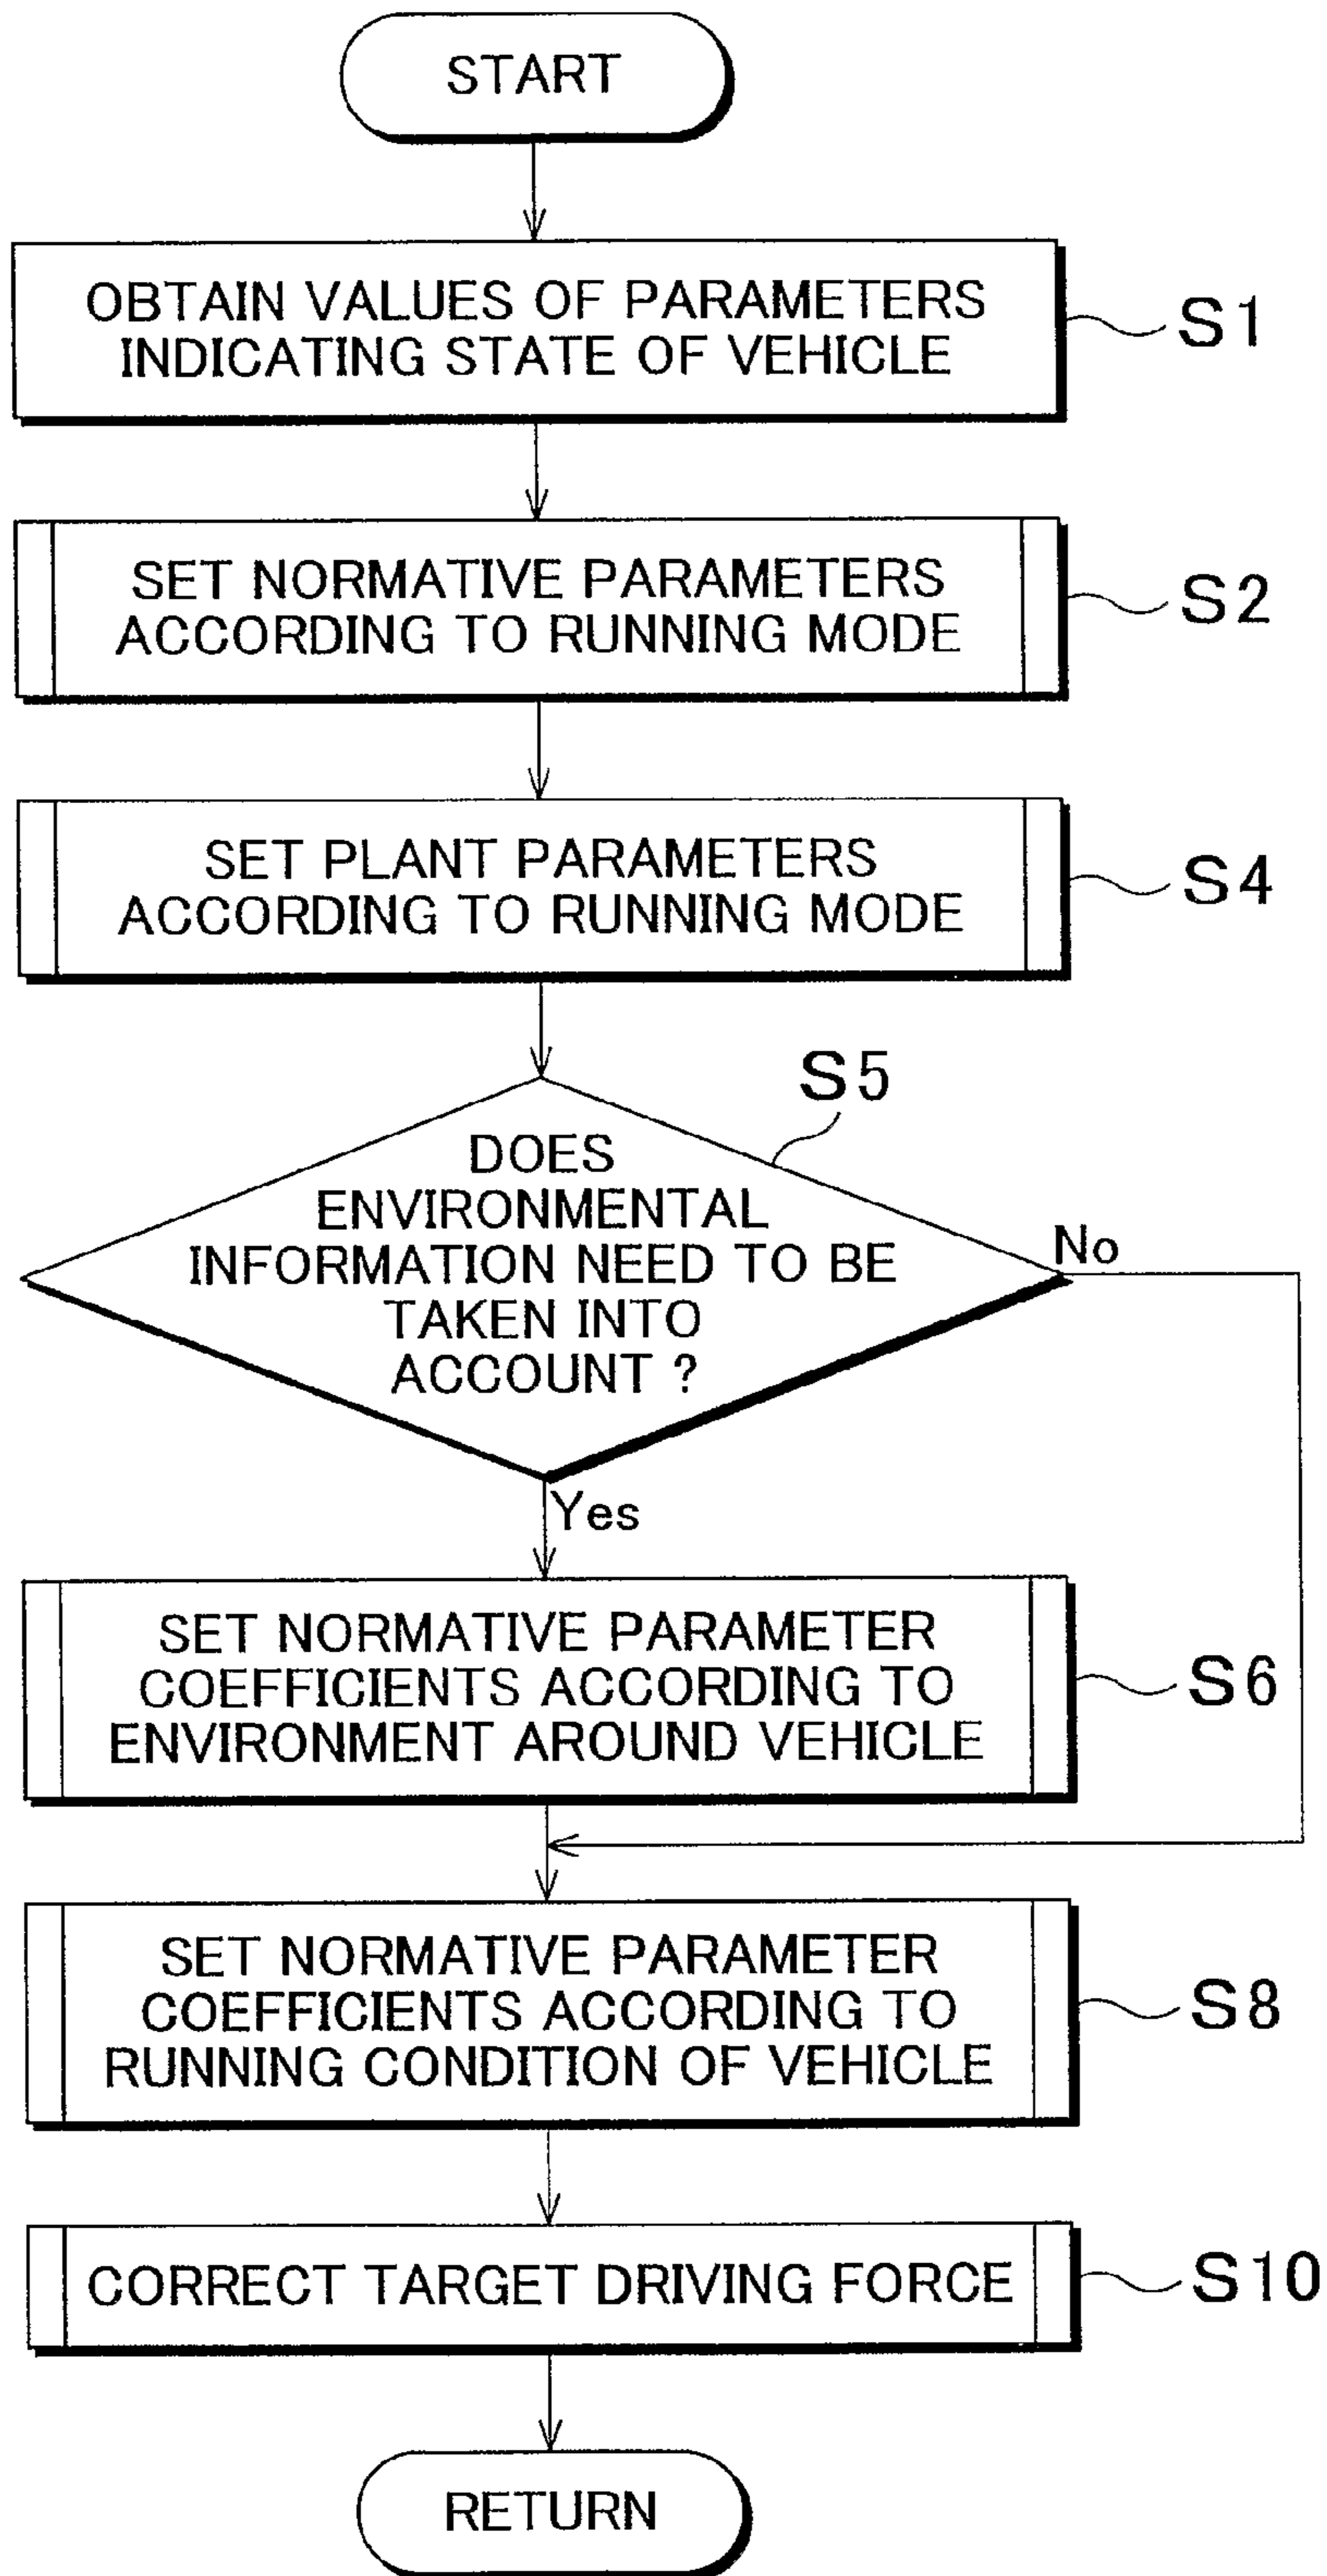 START
OBTAIN VALUES OF PARAMETERS
INDICATING STATE OF VEHICLE
S1
SET NORMATIVE PARAMETERS
ACCORDING TO RUNNING MODE
S2
SET PLANT PARAMETERS
ACCORDING TO RUNNING MODE
S4
S5
DOES
ENVIRONMENTAL
INFORMATION NEED TO BE
TAKEN INTO
ACCOUNT ?
No
Yes
SET NORMATIVE PARAMETER
COEFFICIENTS ACCORDING TO
ENVIRONMENT AROUND VEHICLE
S6
SET NORMATIVE PARAMETER
COEFFICIENTS ACCORDING TO
RUNNING CONDITION OF VEHICLE
S8
CORRECT TARGET DRIVING FORCE
S10
RETURN